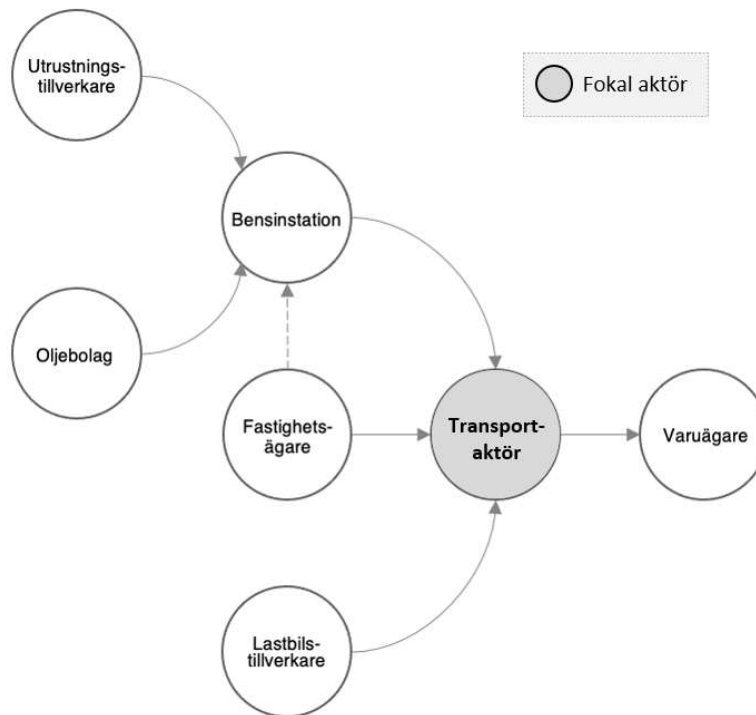 Utrustnings-
tillverkare
Fokal aktör
Bensinstation
Oljebolag
Fastighets-
ägare
Transport-
aktör
Varuägare
Lastbils-
tillverkare